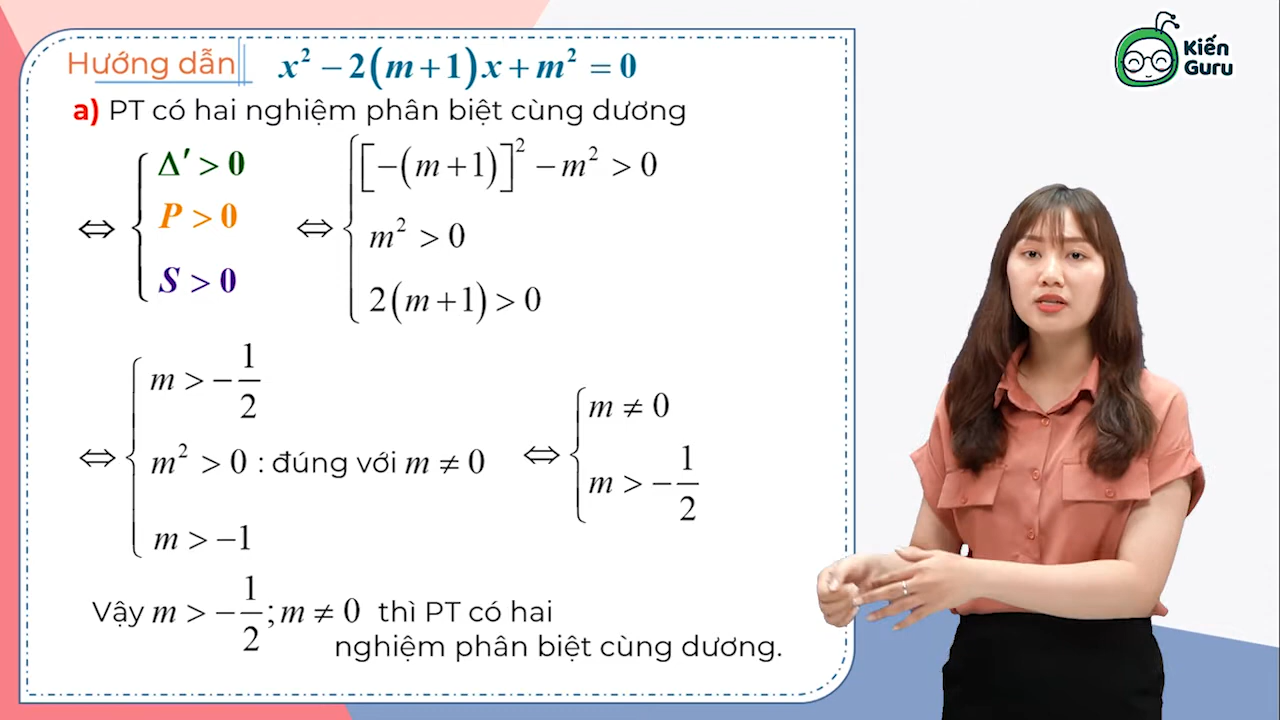 Hướng dẫn x² − 2(m+1)x + m² = 0
Kiến
Guru
a) PT có hai nghiệm phân biệt cùng dương
⇔ { Δ′ > 0
P > 0
S > 0
⇔ { [−(m+1)]² − m² > 0
m² > 0
2(m+1) > 0
⇔ { m > −1/2
m² > 0 : đúng với m ≠ 0
m > −1
⇔ { m ≠ 0
m > −1/2
Vậy m > −1/2; m ≠ 0 thì PT có hai
nghiệm phân biệt cùng dương.